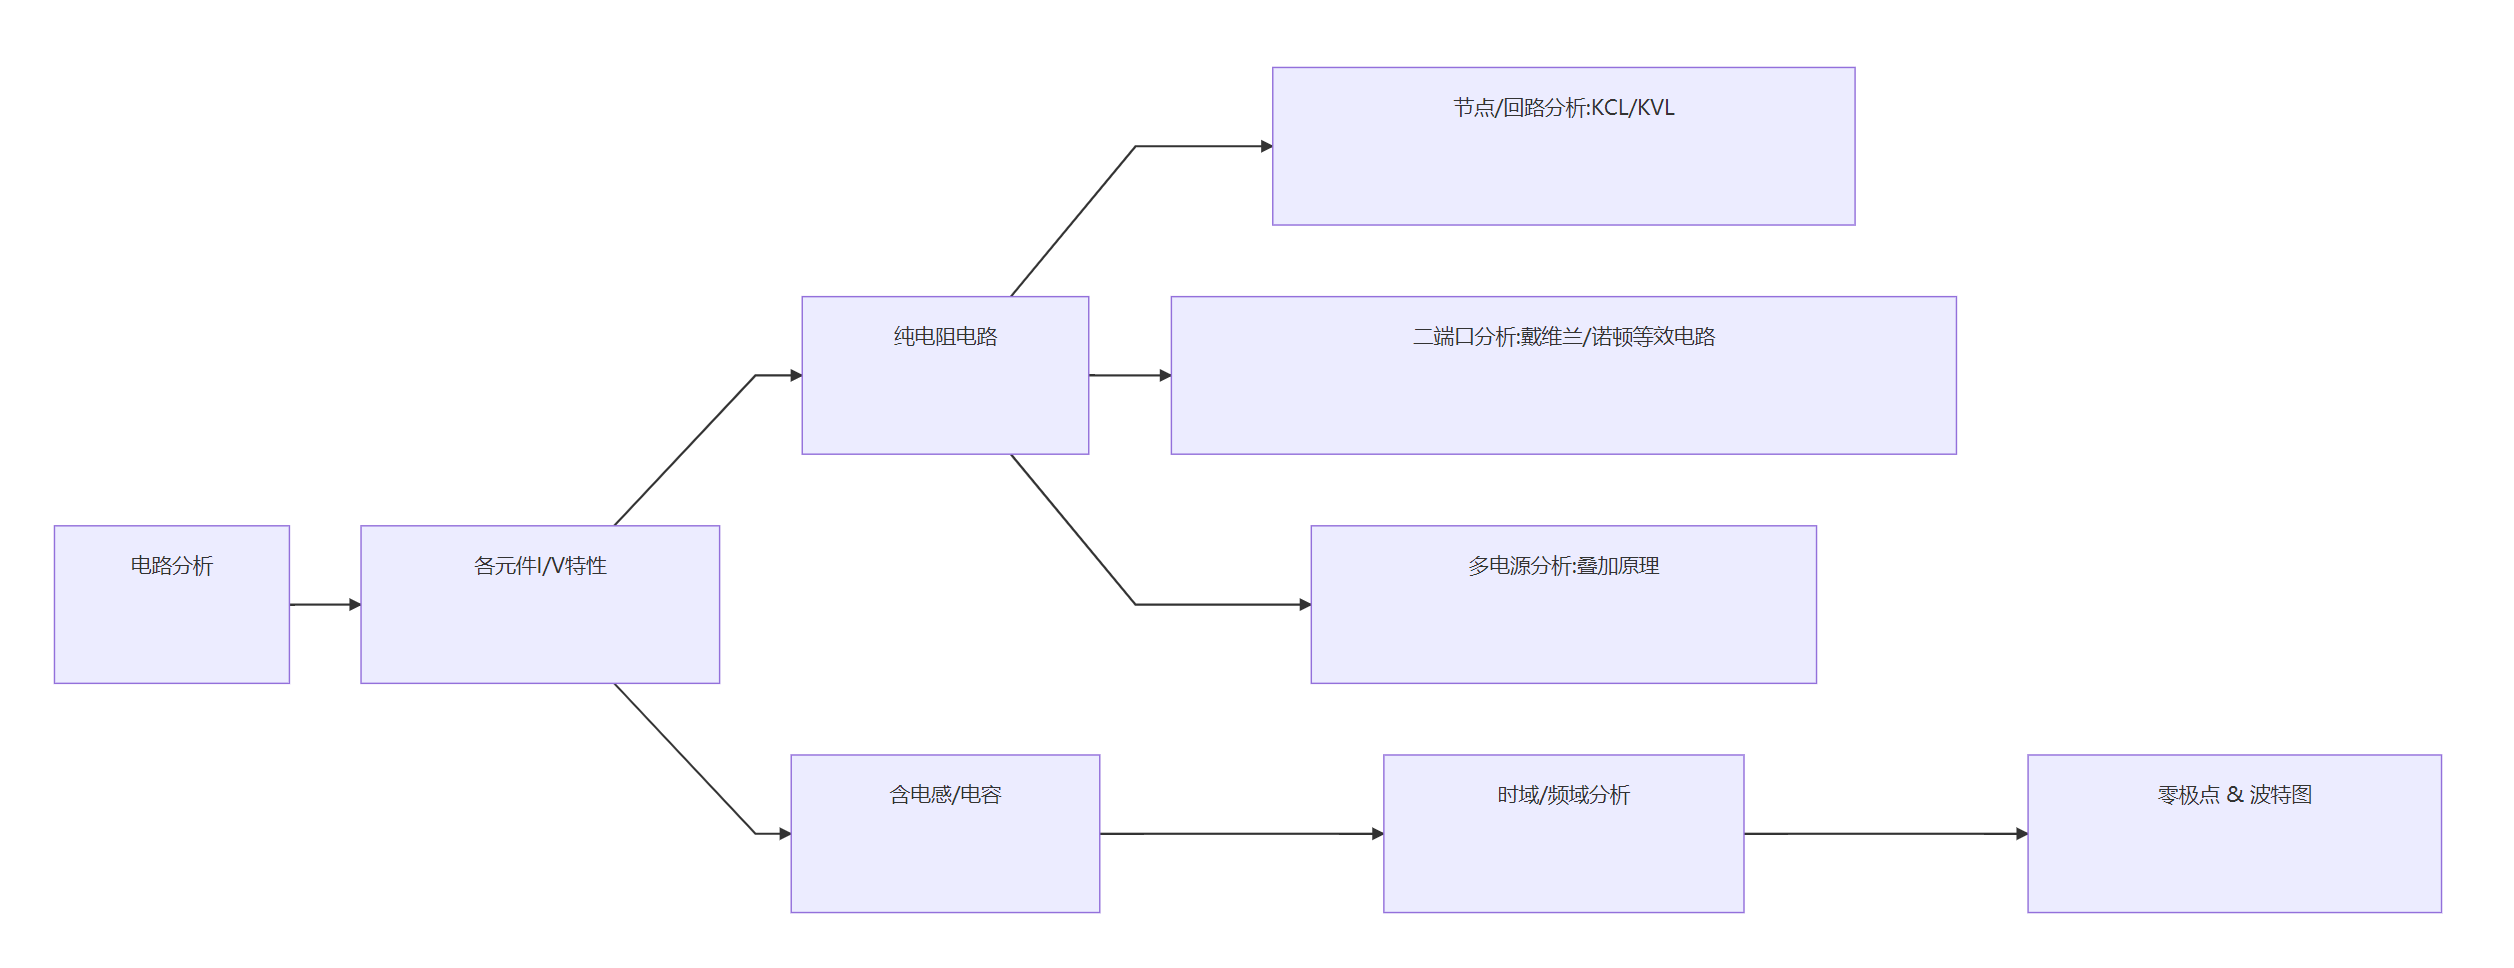 节点/回路分析:KCL/KVL
纯电阻电路
二端口分析:戴维兰/诺顿等效电路
电路分析
各元件I/V特性
多电源分析:叠加原理
含电感/电容
时域/频域分析
零极点 & 波特图